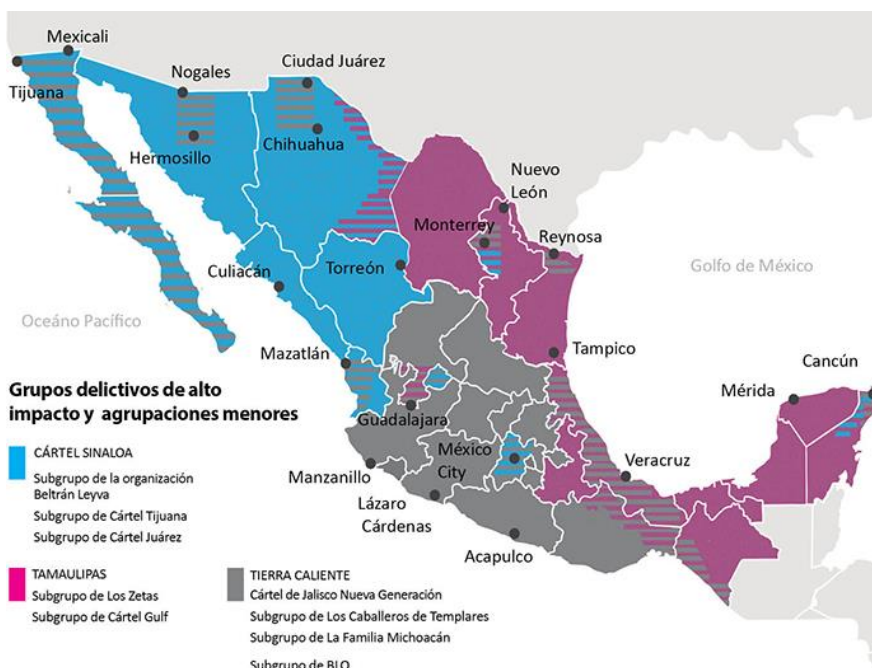 Mexicali
Tijuana
Nogales
Hermosillo
Ciudad Juárez
Chihuahua
Nuevo
León
Monterrey
Reynosa
Culiacán
Torreón
Golfo de México
Océano Pacífico
Mazatlán
Tampico
Cancún
Mérida
Guadalajara
México
City
Veracruz
Manzanillo
Lázaro
Cárdenas
Acapulco
Grupos delictivos de alto
impacto y agrupaciones menores
CÁRTEL SINALOA
Subgrupo de la organización
Beltrán Leyva
Subgrupo de Cártel Tijuana
Subgrupo de Cártel Juárez
TAMAULIPAS
Subgrupo de Los Zetas
Subgrupo de Cártel Gulf
TIERRA CALIENTE
Cártel de Jalisco Nueva Generación
Subgrupo de Los Caballeros de Templares
Subgrupo de La Familia Michoacán
Subgrupo de BLO